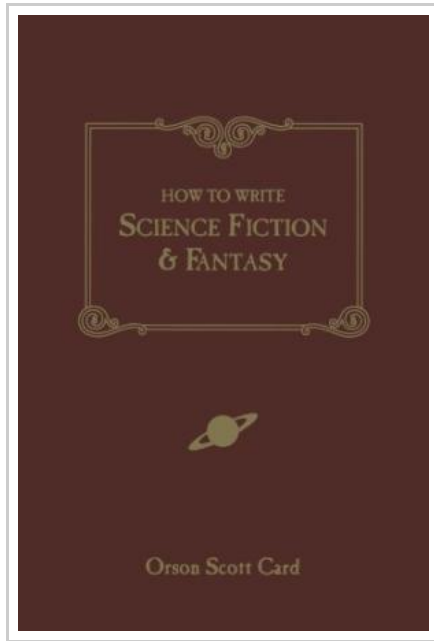 HOW TO WRITE
SCIENCE FICTION
& FANTASY
Orson Scott Card